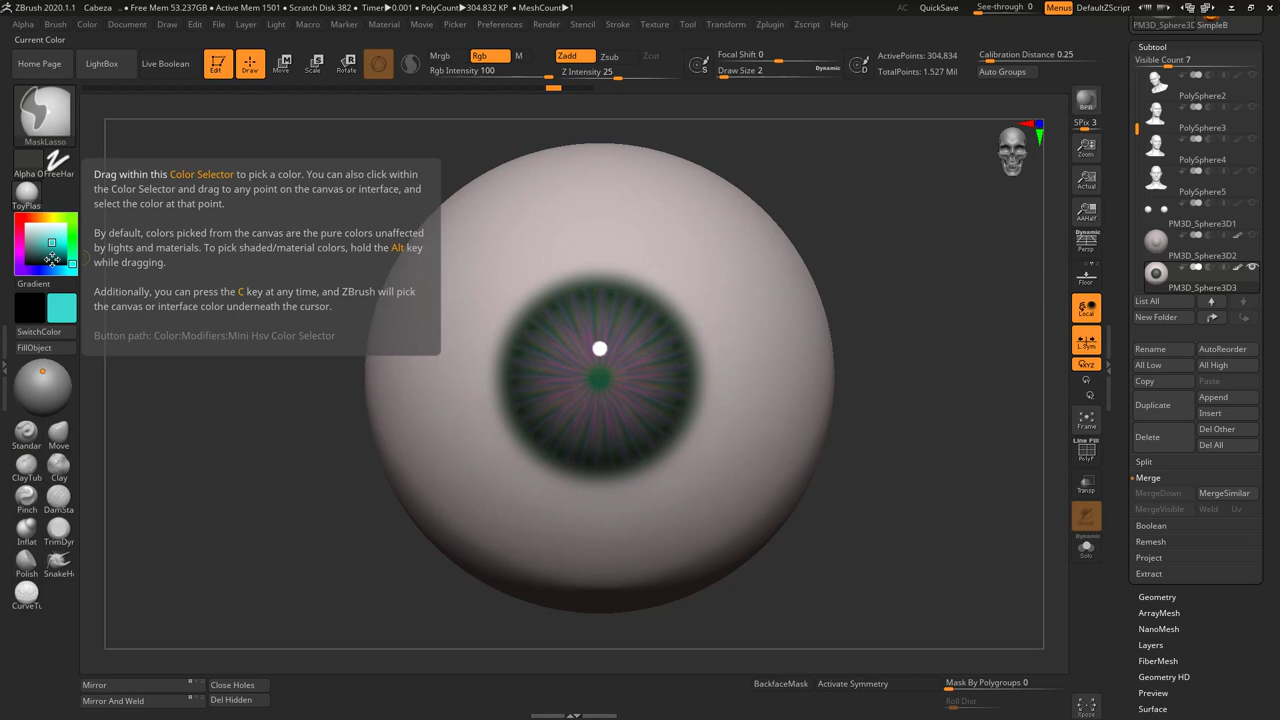 ZBrush 2020.1.1 Cabeza ... • Free Mem 53.237GB • Active Mem 1501 • Scratch Disk 382 • Timer▶0.001 • PolyCount▶304.832 KP • MeshCount▶1 AC QuickSave See-through 0 Menus DefaultZScript
Alpha Brush Color Document Draw Edit File Layer Light Macro Marker Material Movie Picker Preferences Render Stencil Stroke Texture Tool Transform Zplugin Zscript Help
Current Color
Home Page LightBox Live Boolean Edit Draw Move Scale Rotate
Mrgb Rgb M
Rgb Intensity 100
Zadd Zsub Zcut
Z Intensity 25
S
Focal Shift 0
Draw Size 2 Dynamic
D
ActivePoints: 304,834
TotalPoints: 1.527 Mil
Calibration Distance 0.25
Auto Groups
MaskLasso
Alpha O FreeHar
ToyPlas
Gradient
SwitchColor
FillObject
Standar Move
ClayTub Clay
Pinch DamSta
Inflat TrimDyr
Polish SnakeHo
CurveTu
Drag within this Color Selector to pick a color. You can also click within
the Color Selector and drag to any point on the canvas or interface, and
select the color at that point.
By default, colors picked from the canvas are the pure colors unaffected
by lights and materials. To pick shaded/material colors, hold the Alt key
while dragging.
Additionally, you can press the C key at any time, and ZBrush will pick
the canvas or interface color underneath the cursor.
Button path: Color:Modifiers:Mini Hsv Color Selector
BPR
SPix 3
Zoom
Actual
AAHalf
Dynamic
Persp
Floor
Local
L.Sym
XYZ
Frame
Line Fill
PolyF
Transp
Dynamic
Solo
Xpose
PM3D_Sphere3D SimpleB
Subtool
Visible Count 7
PolySphere2
PolySphere3
PolySphere4
PolySphere5
PM3D_Sphere3D1
PM3D_Sphere3D2
PM3D_Sphere3D3
List All
New Folder
Rename AutoReorder
All Low All High
Copy Paste
Duplicate Append
Insert
Delete Del Other
Del All
Split
Merge
MergeDown MergeSimilar
MergeVisible Weld Uv
Boolean
Remesh
Project
Extract
Geometry
ArrayMesh
NanoMesh
Layers
FiberMesh
Geometry HD
Preview
Surface
Mirror Close Holes
Mirror And Weld Del Hidden
BackfaceMask Activate Symmetry Mask By Polygroups 0
Roll Dist